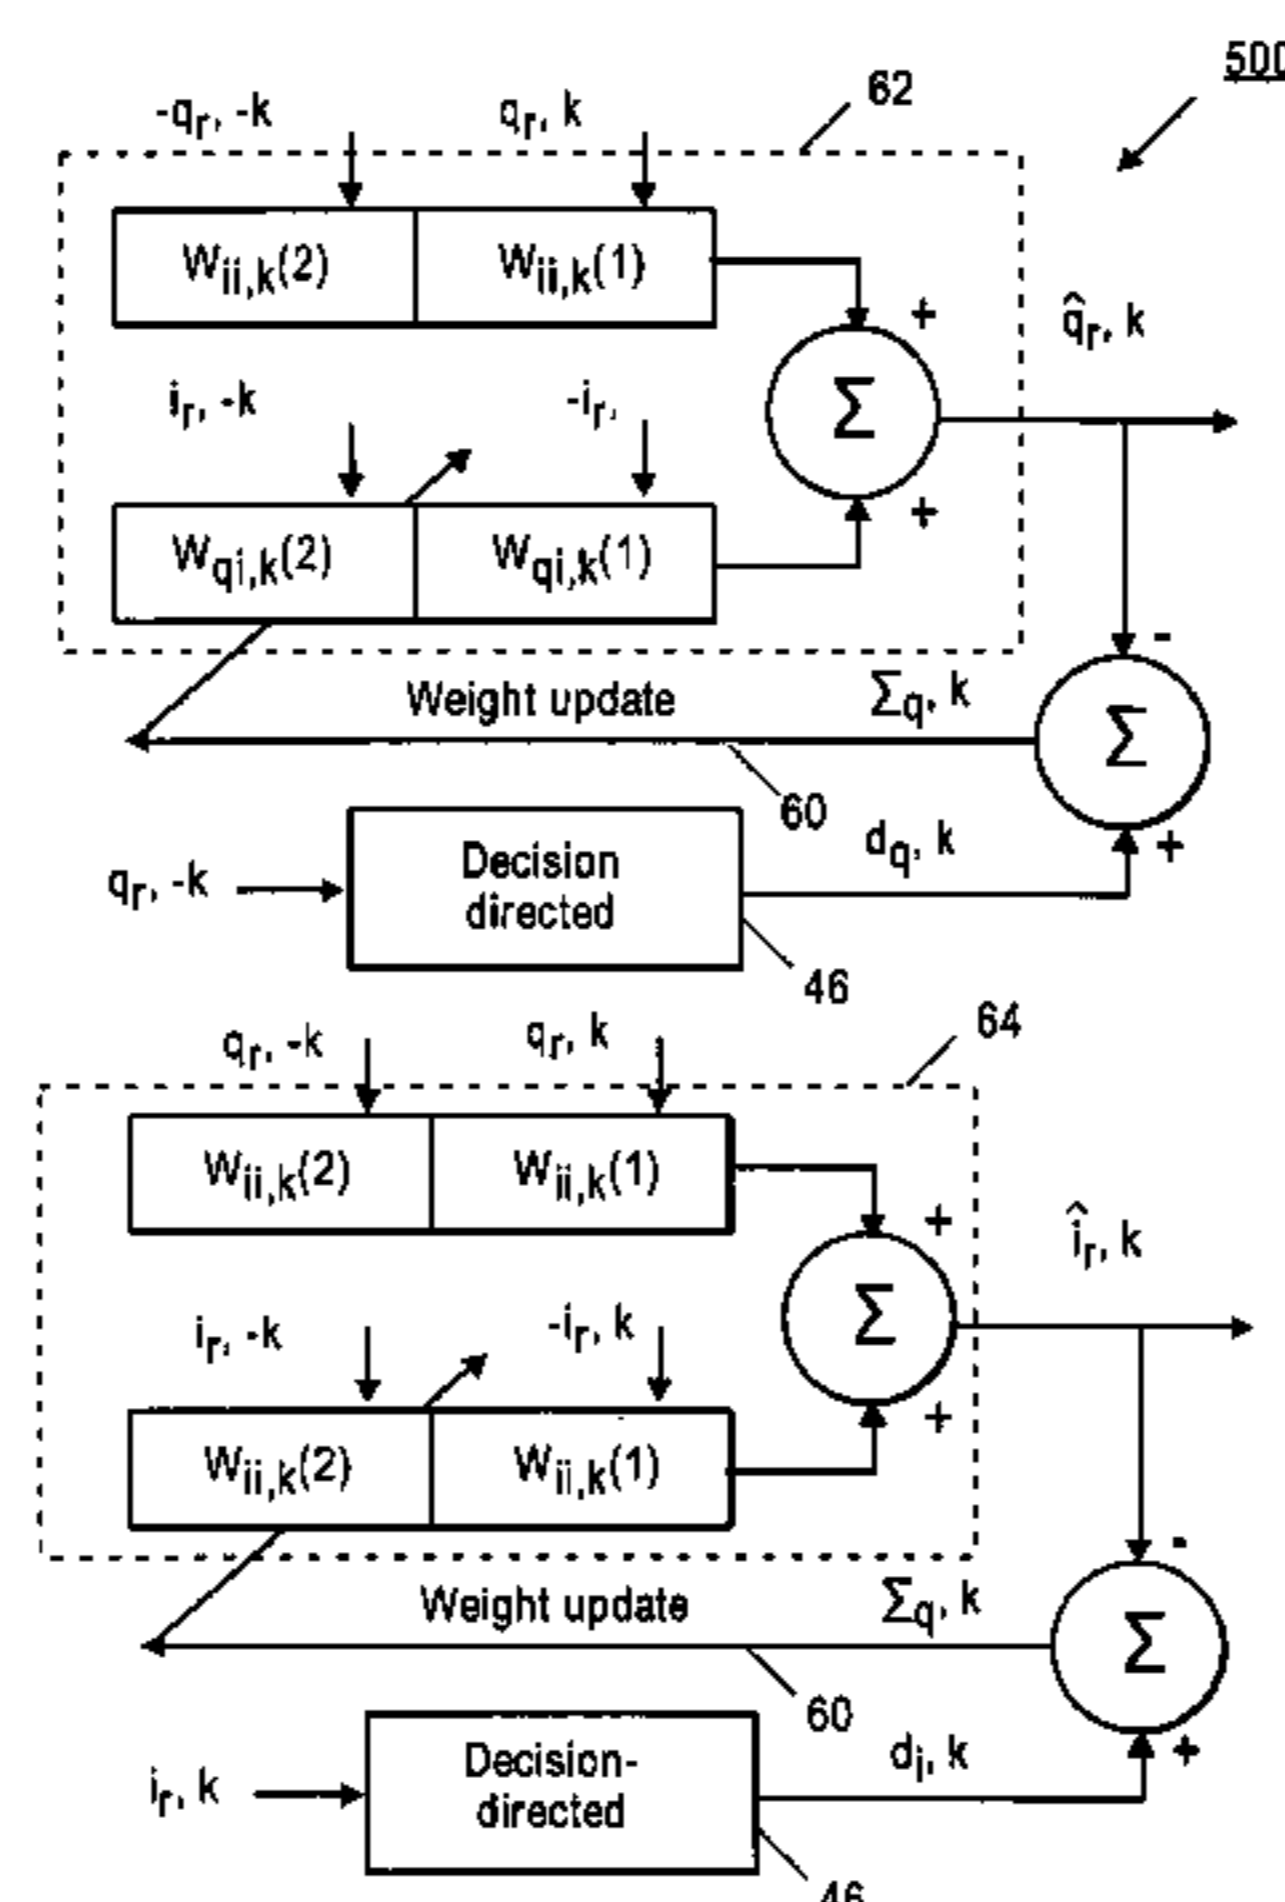 500
62
-qr, -k
qr, k
Wii,k(2)
Wii,k(1)
+
q̂r, k
ir, -k
-ir,
Σ
Wqi,k(2)
Wqi,k(1)
+
-
Weight update
Σq, k
Σ
60
Decision
directed
dq, k
+
qr, -k
46
64
qr, -k
qr, k
Wii,k(2)
Wii,k(1)
+
îr, k
ir, -k
-ir, k
Σ
+
Wii,k(2)
Wii,k(1)
-
Weight update
Σq, k
Σ
60
Decision-
directed
di, k
+
ir, k
46